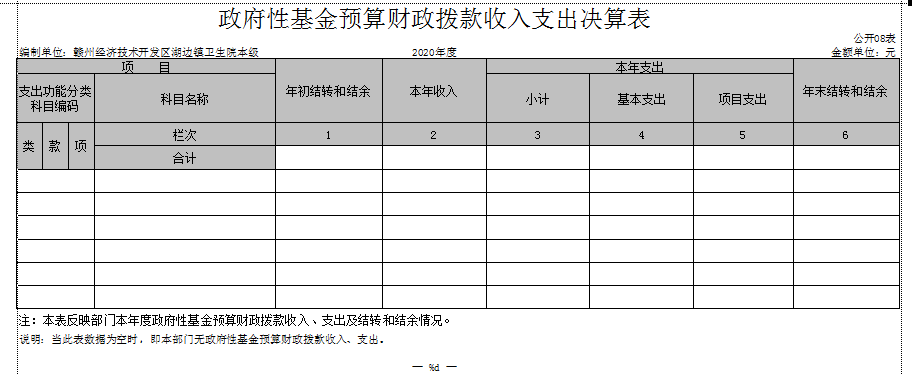 政府性基金预算财政拨款收入支出决算表
公开08表
编制单位：赣州经济技术开发区湖边镇卫生院本级 2020年度 金额单位：元
项 目 年初结转和结余 本年收入 本年支出 年末结转和结余
支出功能分类科目编码 科目名称 小计 基本支出 项目支出
类 款 项 栏次 1 2 3 4 5 6
合计
注：本表反映部门本年度政府性基金预算财政拨款收入、支出及结转和结余情况。
说明：当此表数据为空时，即本部门无政府性基金预算财政拨款收入、支出。
— %d —